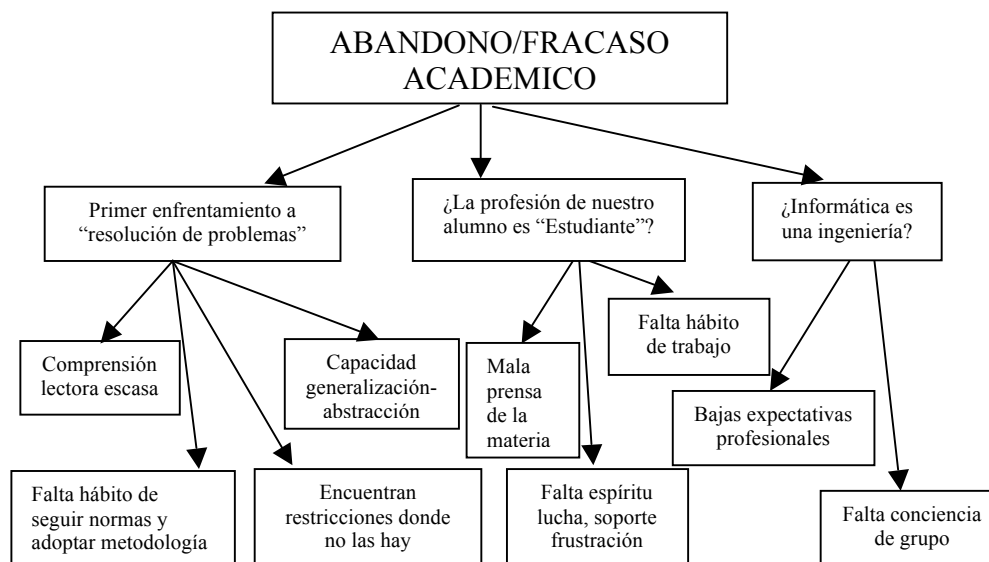 ABANDONO/FRACASO
ACADEMICO
Primer enfrentamiento a
“resolución de problemas”
¿La profesión de nuestro
alumno es “Estudiante”?
¿Informática es
una ingeniería?
Comprensión
lectora escasa
Capacidad
generalización-
abstracción
Mala
prensa
de la
materia
Falta hábito
de trabajo
Bajas expectativas
profesionales
Falta hábito de
seguir normas y
adoptar metodología
Encuentran
restricciones donde
no las hay
Falta espíritu
lucha, soporte
frustración
Falta conciencia
de grupo